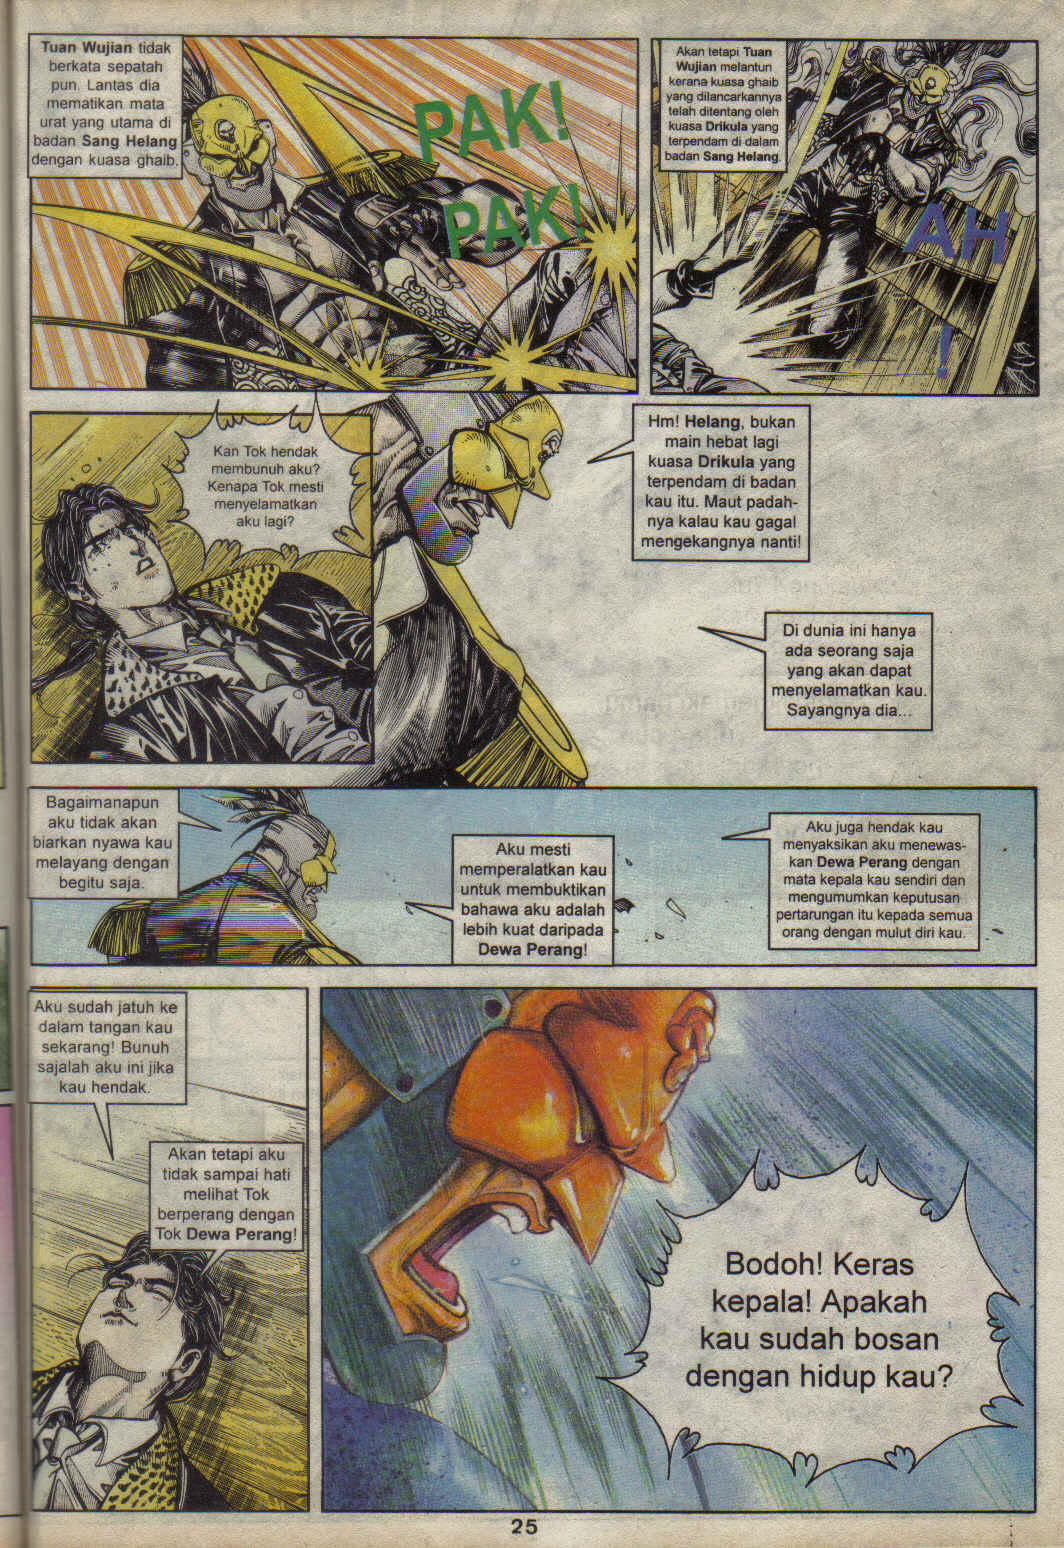 Tuan Wujian tidak
berkata sepatah
pun. Lantas dia
mematikan mata
urat yang utama di
badan Sang Helang
dengan kuasa ghaib.
PAK!
PAK!
Akan tetapi Tuan
Wujian melantun
kerana kuasa ghaib
yang dilancarkannya
telah ditentang oleh
kuasa Drikula yang
terpendam di dalam
badan Sang Helang.
AH
!
Kan Tok hendak
membunuh aku?
Kenapa Tok mesti
menyelamatkan
aku lagi?
Hm! Helang, bukan
main hebat lagi
kuasa Drikula yang
terpendam di badan
kau itu. Maut padah-
nya kalau kau gagal
mengekangnya nanti!
Di dunia ini hanya
ada seorang saja
yang akan dapat
menyelamatkan kau.
Sayangnya dia...
Bagaimanapun
aku tidak akan
biarkan nyawa kau
melayang dengan
begitu saja.
Aku mesti
memperalatkan kau
untuk membuktikan
bahawa aku adalah
lebih kuat daripada
Dewa Perang!
Aku juga hendak kau
menyaksikan aku menewas-
kan Dewa Perang dengan
mata kepala kau sendiri dan
mengumumkan keputusan
pertarungan itu kepada semua
orang dengan mulut diri kau.
Aku sudah jatuh ke
dalam tangan kau
sekarang! Bunuh
sajalah aku ini jika
kau hendak.
Akan tetapi aku
tidak sampai hati
melihat Tok
berperang dengan
Tok Dewa Perang!
Bodoh! Keras
kepala! Apakah
kau sudah bosan
dengan hidup kau?
25